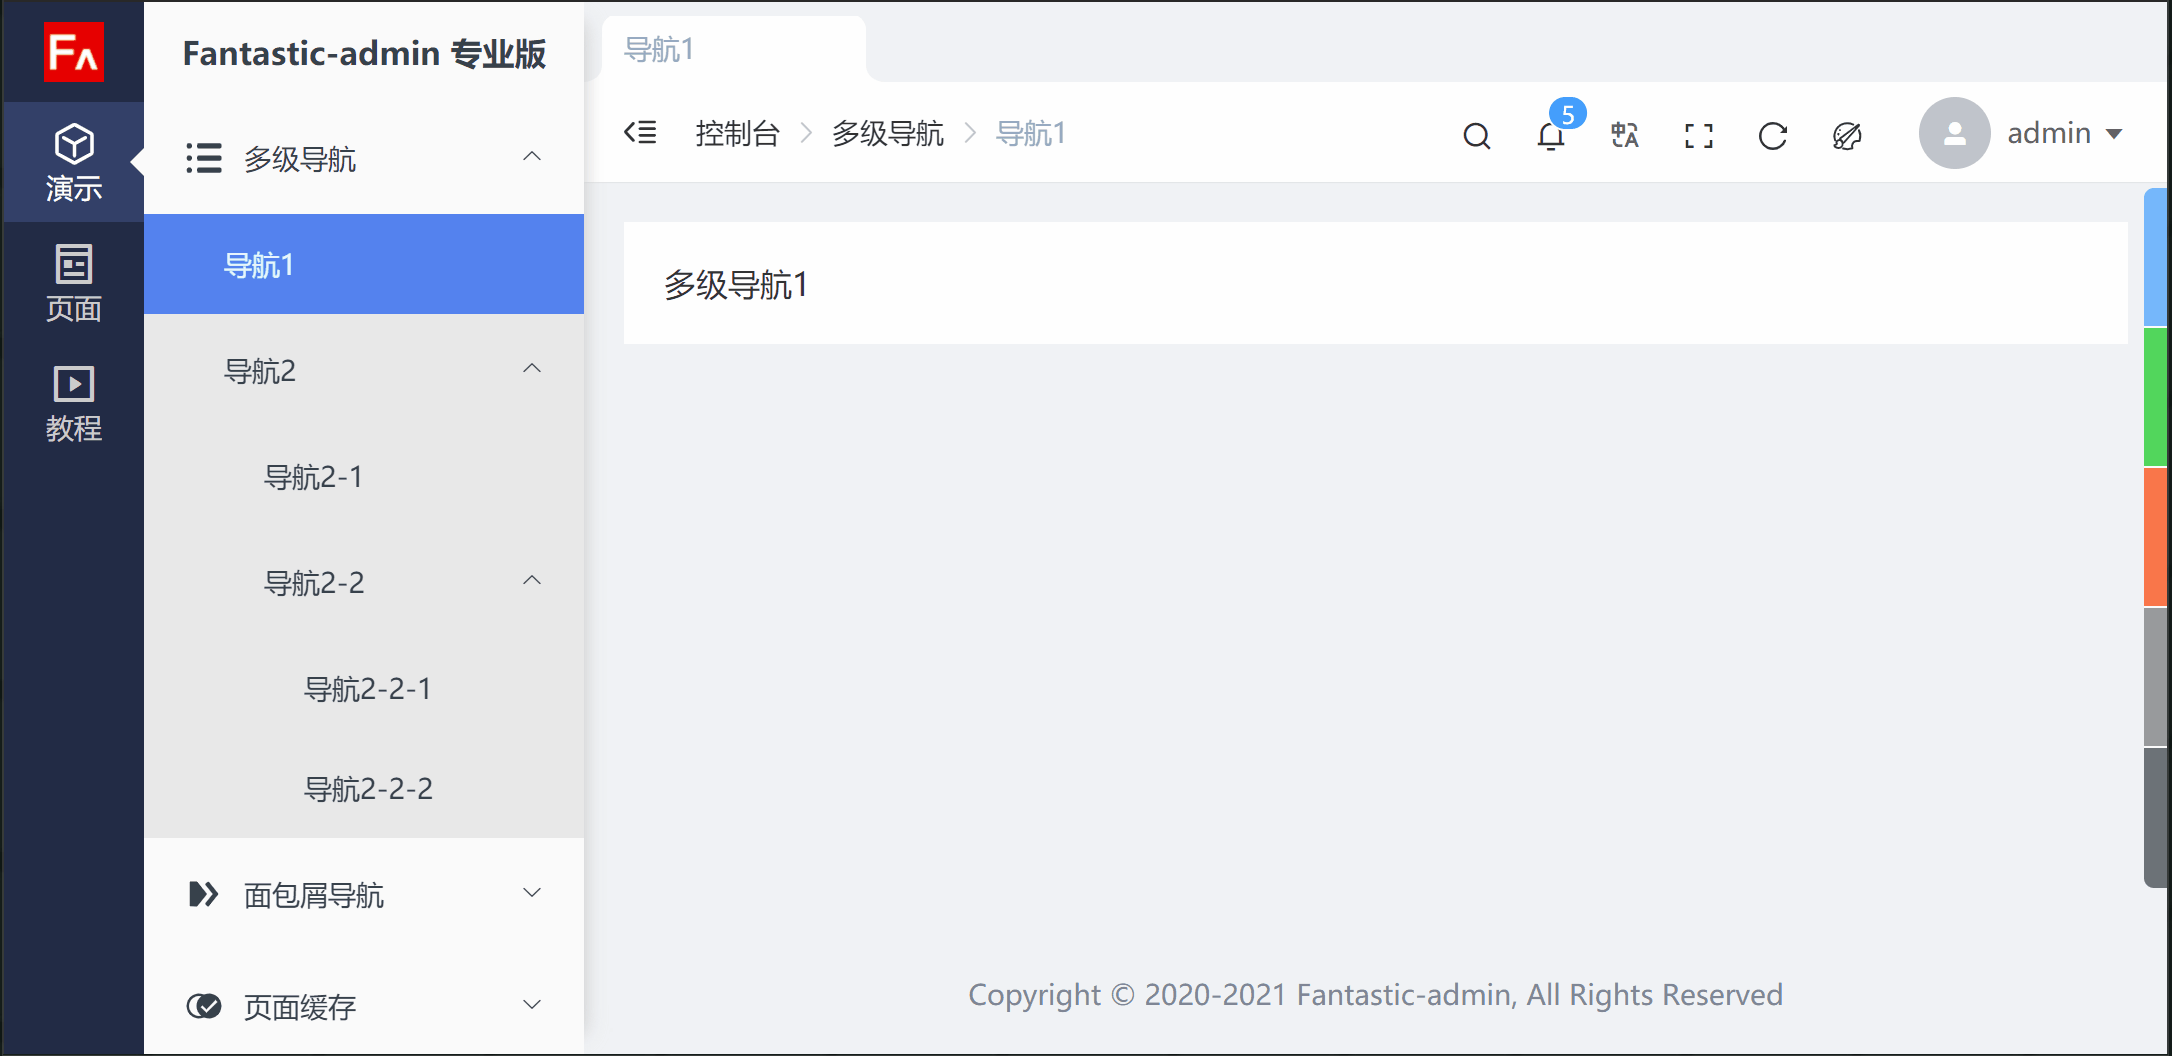 FA
演示
页面
教程
Fantastic-admin 专业版
多级导航
导航1
导航2
导航2-1
导航2-2
导航2-2-1
导航2-2-2
面包屑导航
页面缓存
导航1
控制台 多级导航 导航1
5
admin
多级导航1
Copyright © 2020-2021 Fantastic-admin, All Rights Reserved